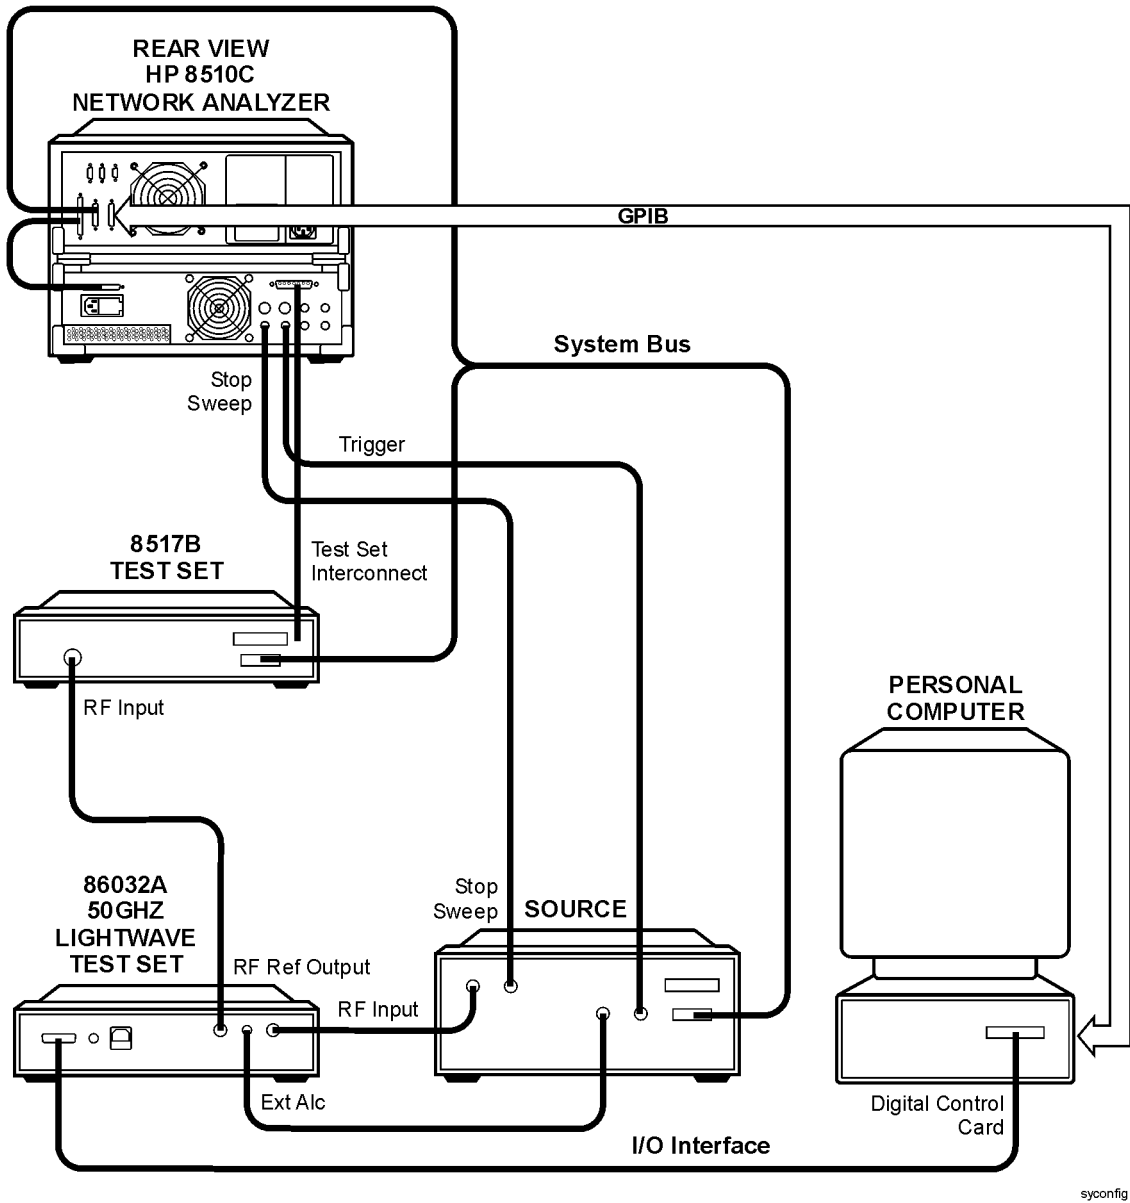 REAR VIEW
HP 8510C
NETWORK ANALYZER
GPIB
System Bus
Stop
Sweep
Trigger
8517B
TEST SET
Test Set
Interconnect
RF Input
PERSONAL
COMPUTER
86032A
50GHZ
LIGHTWAVE
TEST SET
Stop
Sweep
SOURCE
RF Ref Output
RF Input
Ext Alc
Digital Control
Card
I/O Interface
syconfig